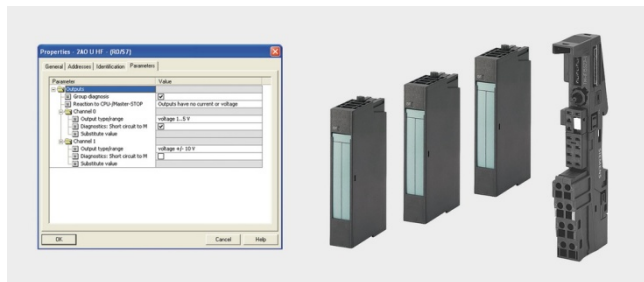 Properties - 2AO U HF - (R0/S7)
General | Addresses | Identification | Parameters
Parameter Value
Outputs
Group diagnosis
Reaction to CPU-/Master-STOP Outputs have no current or voltage
Channel 0
Output type/range voltage 1..5 V
Diagnostics: Short circuit to M
Substitute value
Channel 1
Output type/range voltage +/- 10 V
Diagnostics: Short circuit to M
Substitute value
OK Cancel Help